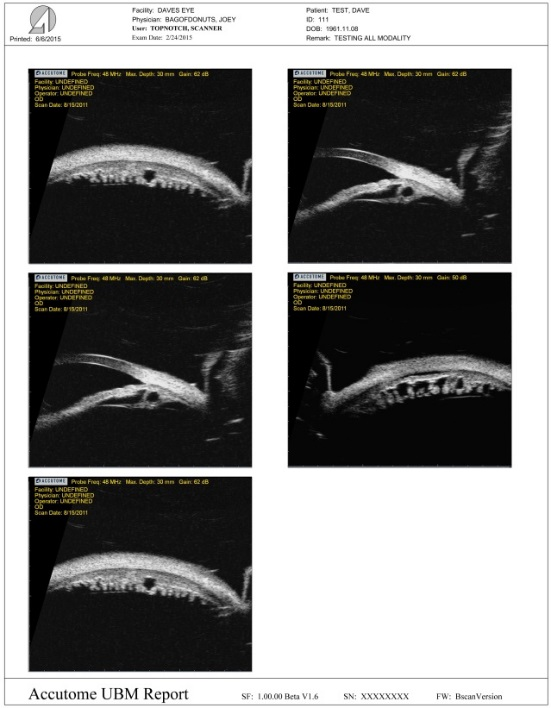 Facility: DAVES EYE
Physician: BAGOFDONUTS, JOEY
User: TOPNOTCH, SCANNER
Exam Date: 2/24/2015
Patient: TEST, DAVE
ID: 111
DOB: 1961.11.08
Remark: TESTING ALL MODALITY
Printed: 6/6/2015
ACCUTOME Probe Freq: 48 MHz Max. Depth: 30 mm Gain: 62 dB
Facility: UNDEFINED
Physician: UNDEFINED
Operator: UNDEFINED
OD
Scan Date: 8/15/2011
ACCUTOME Probe Freq: 48 MHz Max. Depth: 30 mm Gain: 62 dB
Facility: UNDEFINED
Physician: UNDEFINED
Operator: UNDEFINED
OD
Scan Date: 8/15/2011
ACCUTOME Probe Freq: 48 MHz Max. Depth: 30 mm Gain: 62 dB
Facility: UNDEFINED
Physician: UNDEFINED
Operator: UNDEFINED
OD
Scan Date: 8/15/2011
ACCUTOME Probe Freq: 48 MHz Max. Depth: 30 mm Gain: 50 dB
Facility: UNDEFINED
Physician: UNDEFINED
Operator: UNDEFINED
OD
Scan Date: 8/15/2011
ACCUTOME Probe Freq: 48 MHz Max. Depth: 30 mm Gain: 62 dB
Facility: UNDEFINED
Physician: UNDEFINED
Operator: UNDEFINED
OD
Scan Date: 8/15/2011
Accutome UBM Report SF: 1.00.00 Beta V1.6 SN: XXXXXXXX FW: BscanVersion